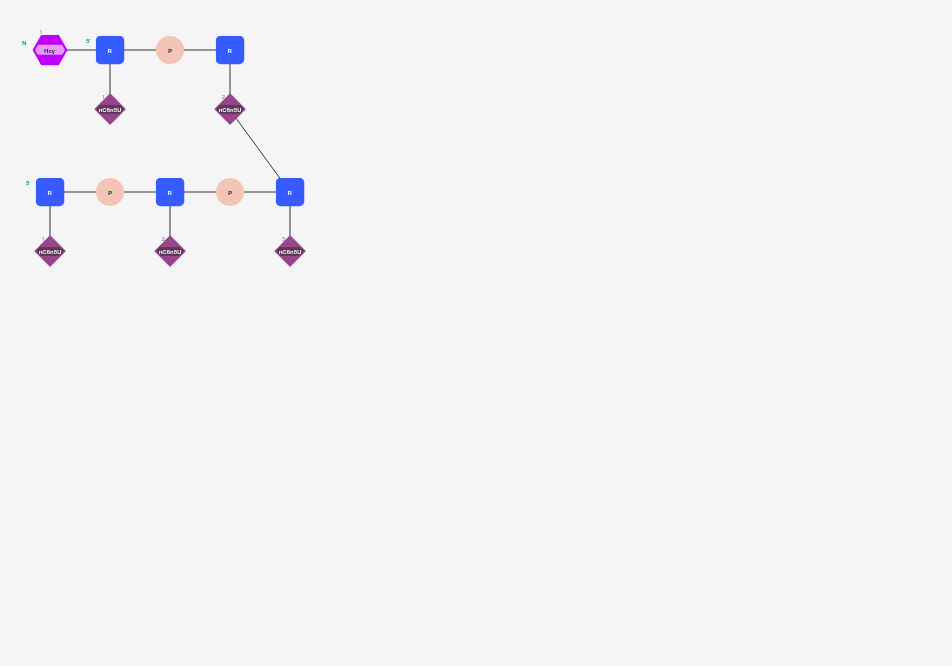 1
N Hcy 5' R P R
1 2
nC6n5U nC6n5U
5' R P R P R
1 2 3
nC6n5U nC6n5U nC6n5U